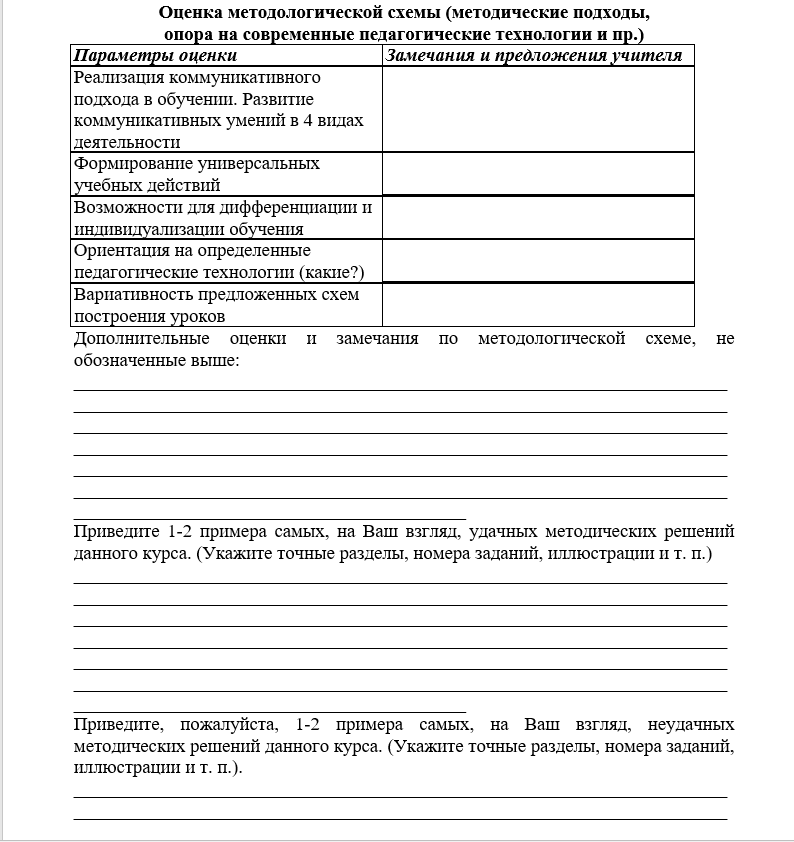 Оценка методологической схемы (методические подходы,
опора на современные педагогические технологии и пр.)
Параметры оценки
Замечания и предложения учителя
Реализация коммуникативного
подхода в обучении. Развитие
коммуникативных умений в 4 видах
деятельности
Формирование универсальных
учебных действий
Возможности для дифференциации и
индивидуализации обучения
Ориентация на определенные
педагогические технологии (какие?)
Вариативность предложенных схем
построения уроков
Дополнительные оценки и замечания по методологической схеме, не
обозначенные выше:
Приведите 1-2 примера самых, на Ваш взгляд, удачных методических решений
данного курса. (Укажите точные разделы, номера заданий, иллюстрации и т. п.)
Приведите, пожалуйста, 1-2 примера самых, на Ваш взгляд, неудачных
методических решений данного курса. (Укажите точные разделы, номера заданий,
иллюстрации и т. п.).